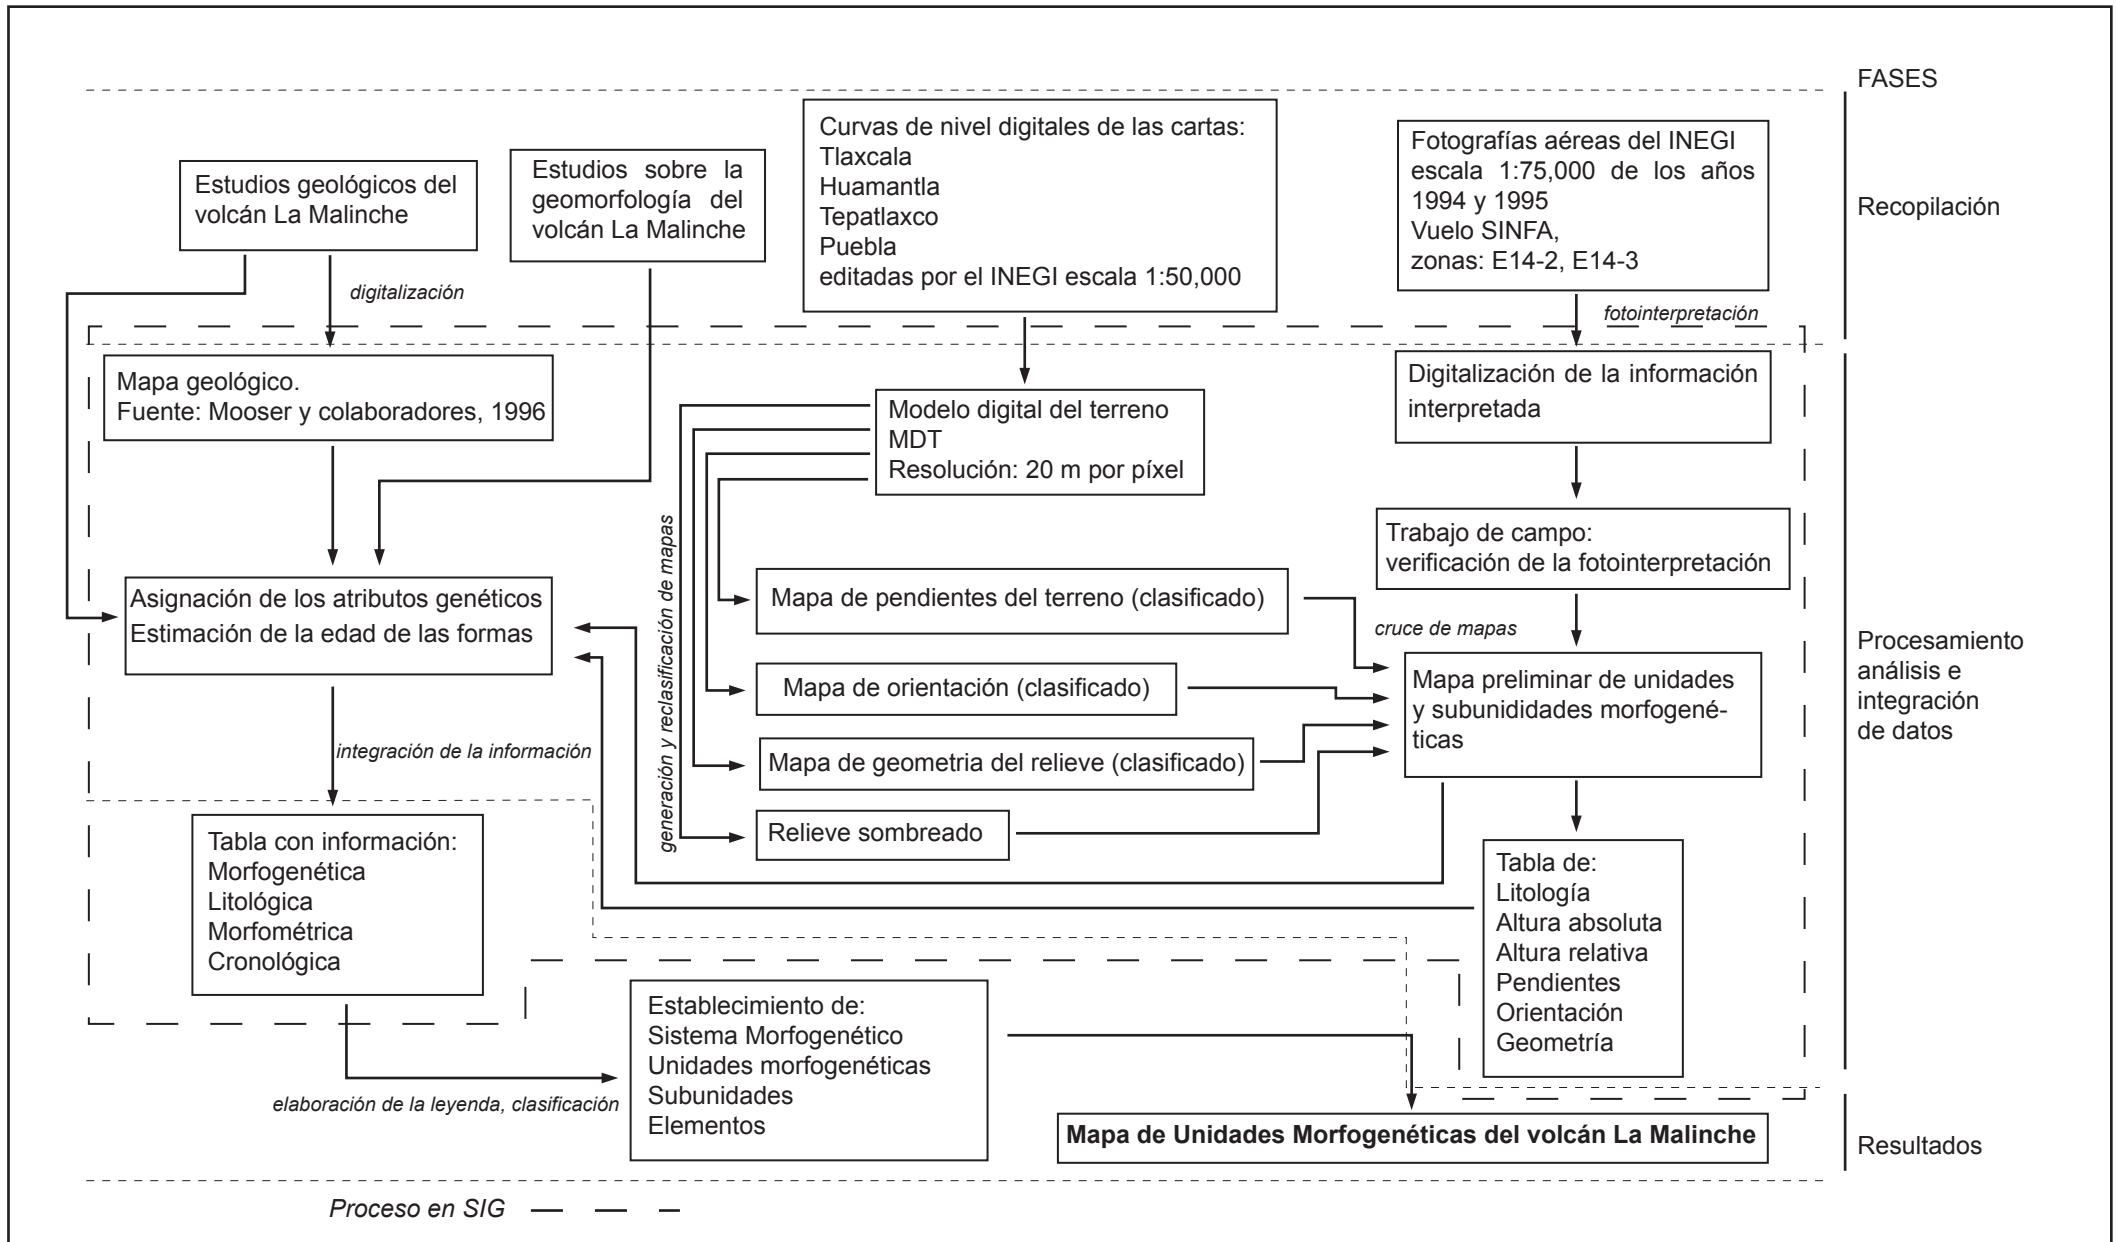 FASES
Estudios geológicos del
volcán La Malinche
Estudios sobre la
geomorfología del
volcán La Malinche
Curvas de nivel digitales de las cartas:
Tlaxcala
Huamantla
Tepatlaxco
Puebla
editadas por el INEGI escala 1:50,000
Fotografías aéreas del INEGI
escala 1:75,000 de los años
1994 y 1995
Vuelo SINFA,
zonas: E14-2, E14-3
Recopilación
digitalización
fotointerpretación
Mapa geológico.
Fuente: Mooser y colaboradores, 1996
Modelo digital del terreno
MDT
Resolución: 20 m por píxel
Digitalización de la información
interpretada
Trabajo de campo:
verificación de la fotointerpretación
generación y reclasificación de mapas
Asignación de los atributos genéticos
Estimación de la edad de las formas
Mapa de pendientes del terreno (clasificado)
cruce de mapas
Mapa de orientación (clasificado)
Mapa preliminar de unidades
y subunididades morfogené-
ticas
Procesamiento
análisis e
integración
de datos
integración de la información
Mapa de geometria del relieve (clasificado)
Relieve sombreado
Tabla con información:
Morfogenética
Litológica
Morfométrica
Cronológica
Tabla de:
Litología
Altura absoluta
Altura relativa
Pendientes
Orientación
Geometría
Establecimiento de:
Sistema Morfogenético
Unidades morfogenéticas
Subunidades
Elementos
elaboración de la leyenda, clasificación
Mapa de Unidades Morfogenéticas del volcán La Malinche
Resultados
Proceso en SIG